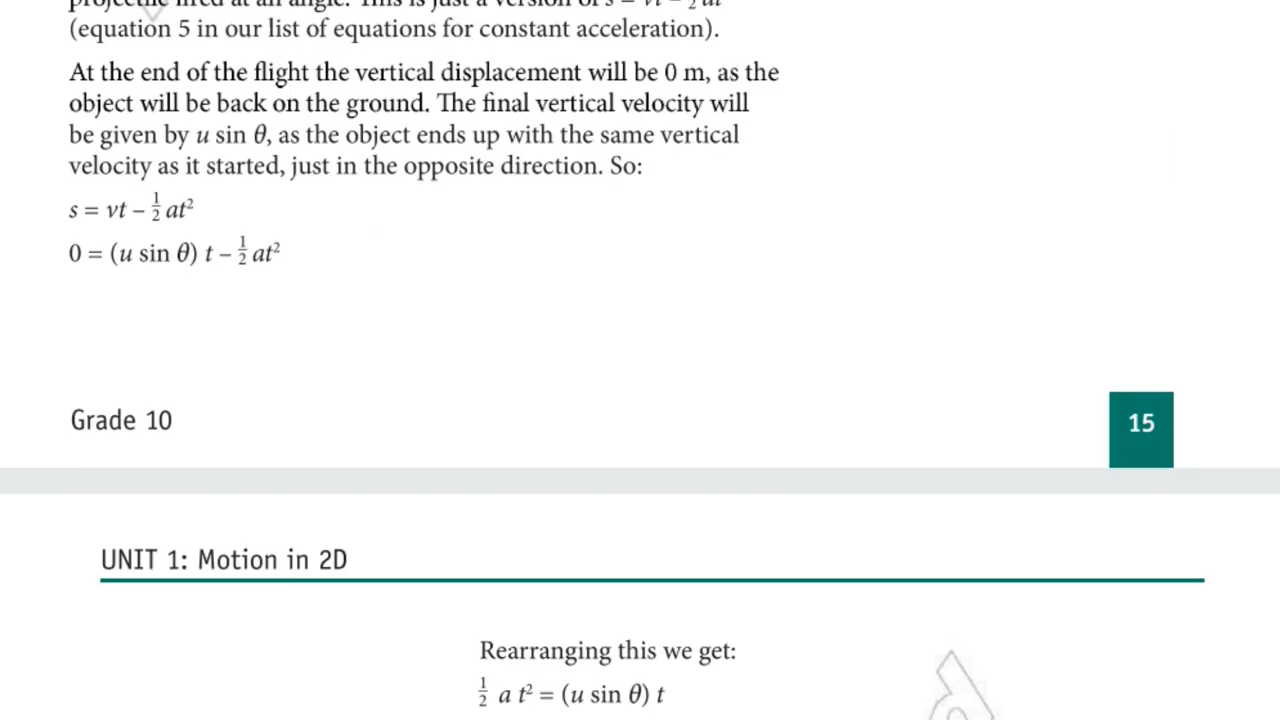 (equation 5 in our list of equations for constant acceleration).
At the end of the flight the vertical displacement will be 0 m, as the
object will be back on the ground. The final vertical velocity will
be given by u sin θ, as the object ends up with the same vertical
velocity as it started, just in the opposite direction. So:
s = vt – ½ at²
0 = (u sin θ) t – ½ at²
Grade 10
15
UNIT 1: Motion in 2D
Rearranging this we get:
½ a t² = (u sin θ) t